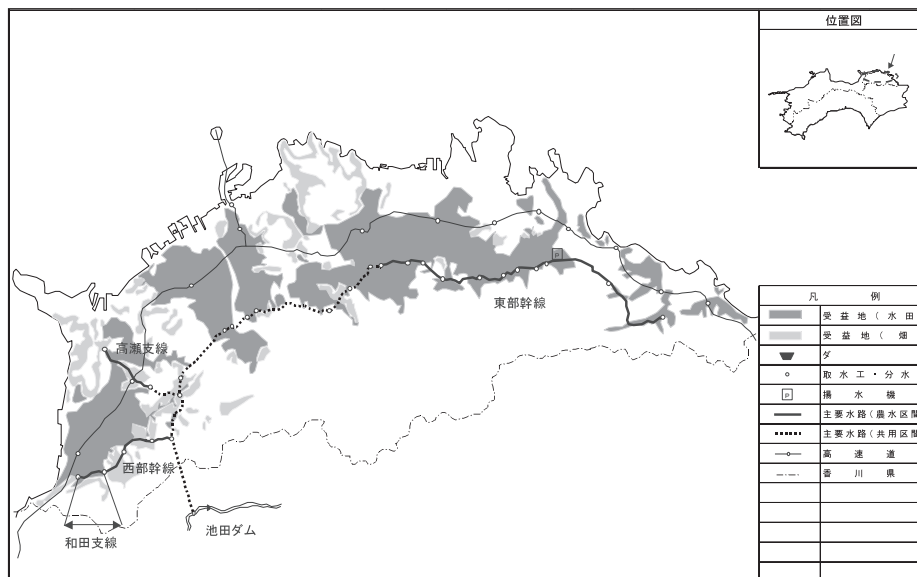 位置図
P
東部幹線
高瀬支線
西部幹線
和田支線
池田ダム
凡 例
受 益 地 ( 水 田
受 益 地 ( 畑
ダ
取 水 工 ・ 分 水
P 揚 水 機
主要水路(農水区間
主要水路(共用区間
高 速 道
香 川 県